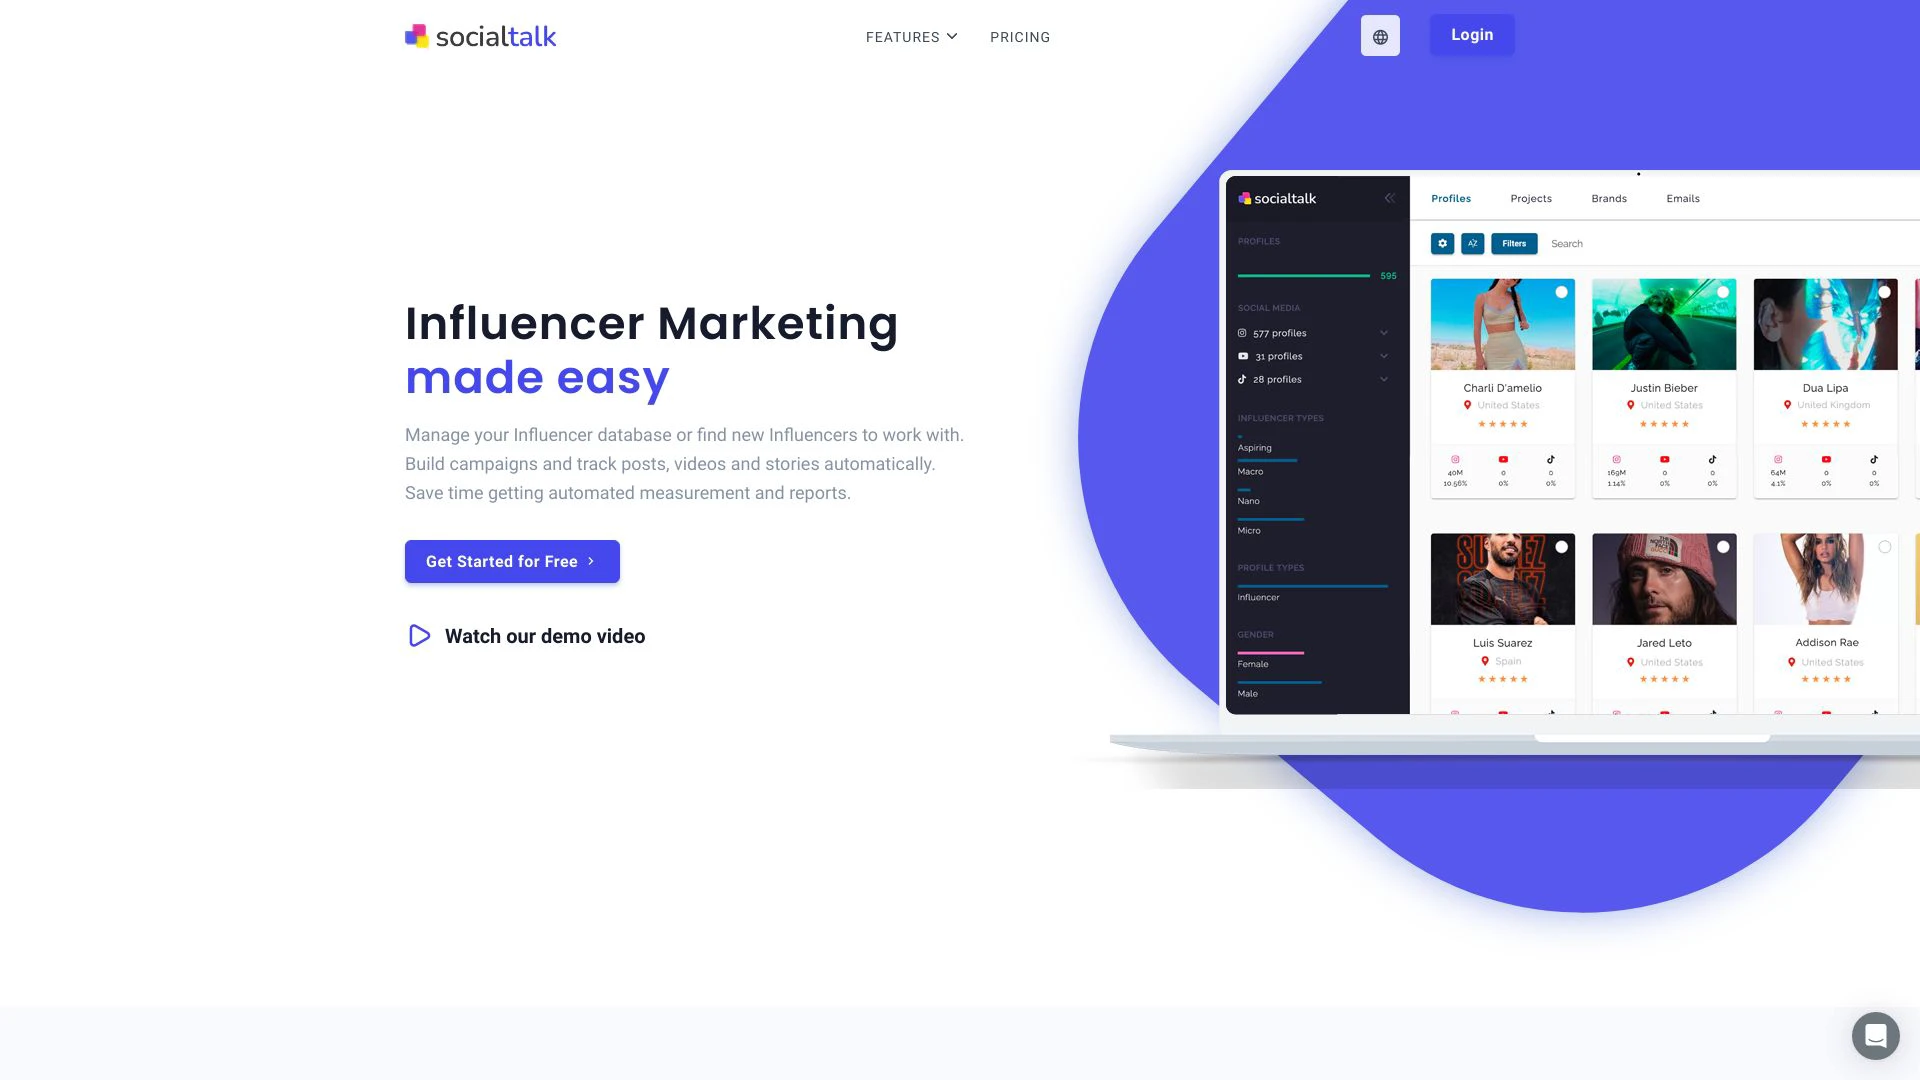 socialtalk
FEATURES
PRICING
Login
Influencer Marketing
made easy
Manage your Influencer database or find new Influencers to work with.
Build campaigns and track posts, videos and stories automatically.
Save time getting automated measurement and reports.
Get Started for Free
Watch our demo video
socialtalk
Profiles
Projects
Brands
Emails
PROFILES
595
SOCIAL MEDIA
577 profiles
31 profiles
28 profiles
INFLUENCER TYPES
Aspiring
Macro
Nano
Micro
PROFILE TYPES
Influencer
GENDER
Female
Male
AZ
Filters
Search
Charli D'amelio
United States
40M 0 0
10.56% 0% 0%
Justin Bieber
United States
169M 0 0
1.14% 0% 0%
Dua Lipa
United Kingdom
64M 0 0
4.1% 0% 0%
SUAREZ
Luis Suarez
Spain
THE
NORTH
FACE
GUCCI
Jared Leto
United States
Addison Rae
United States